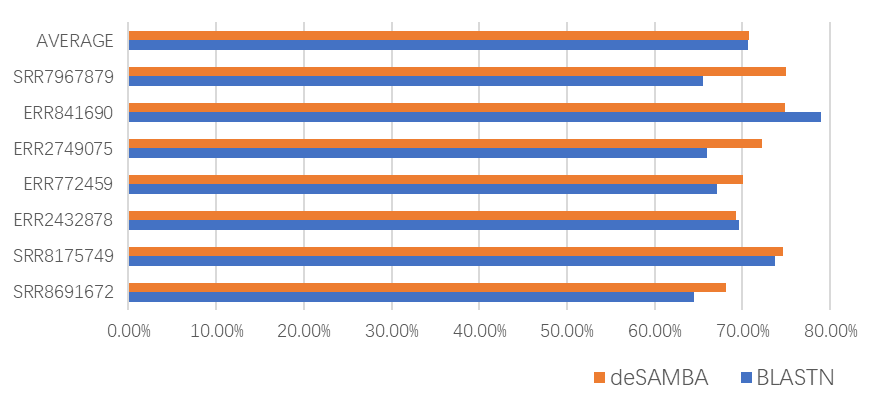 AVERAGE
SRR7967879
ERR841690
ERR2749075
ERR772459
ERR2432878
SRR8175749
SRR8691672
0.00% 10.00% 20.00% 30.00% 40.00% 50.00% 60.00% 70.00% 80.00%
deSAMBA BLASTN